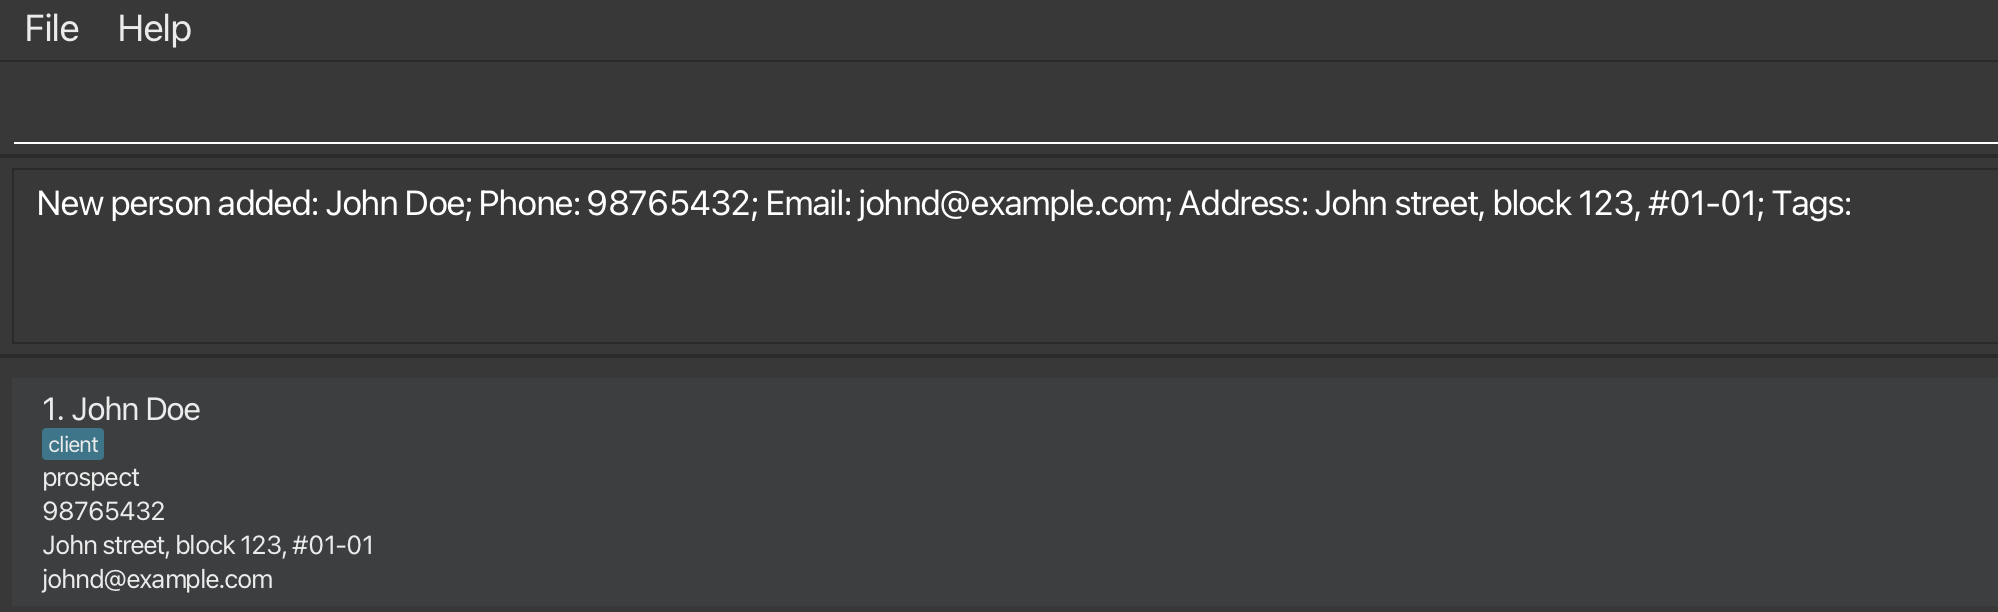 File Help
New person added: John Doe; Phone: 98765432; Email: johnd@example.com; Address: John street, block 123, #01-01; Tags:
1. John Doe
client
prospect
98765432
John street, block 123, #01-01
johnd@example.com